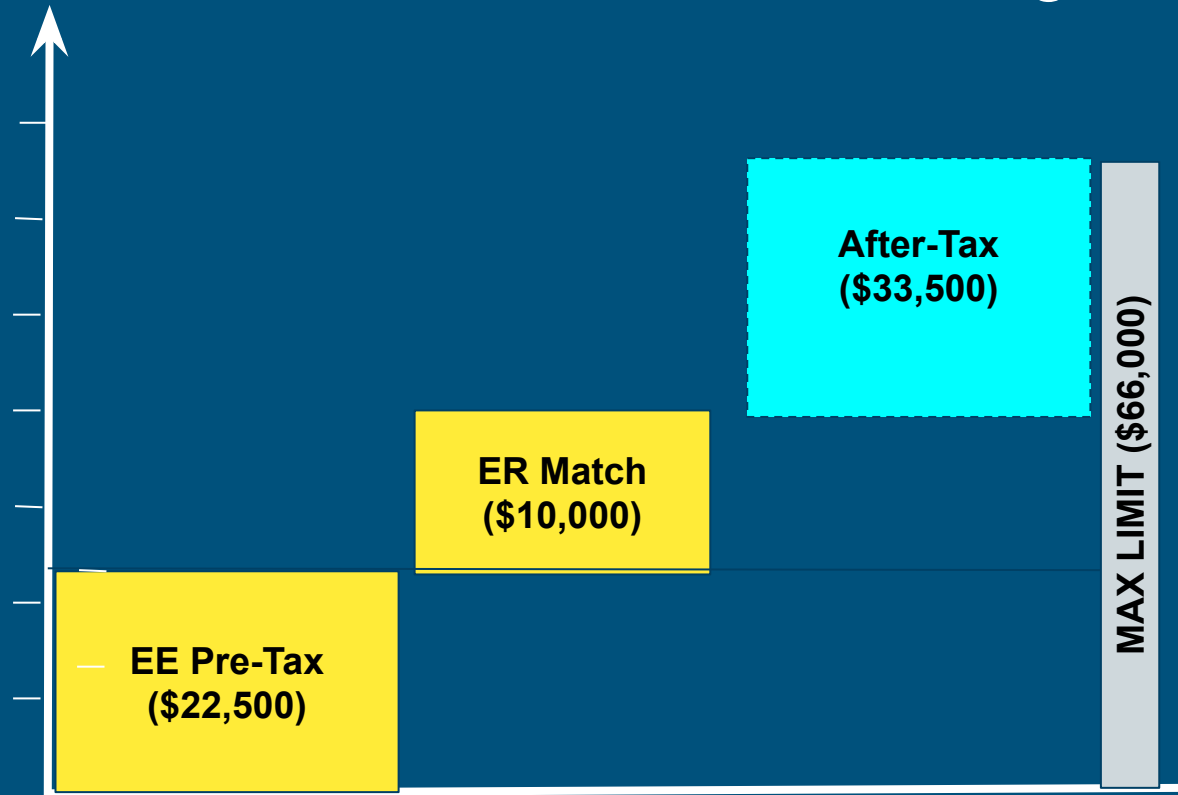 After-Tax
($33,500)
MAX LIMIT ($66,000)
ER Match
($10,000)
EE Pre-Tax
($22,500)